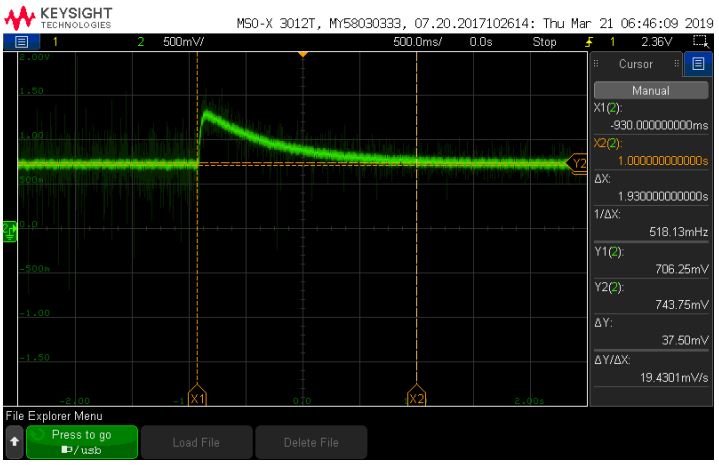 KEYSIGHT
TECHNOLOGIES
MSO-X 3012T, MY58030333, 07.20.2017102614: Thu Mar 21 06:46:09 2019
1 2 500mV/ 500.0ms/ 0.0s Stop 1 2.36V
2.00V
1.50
1.00
500m
0.0
-500m
-1.00
-1.50
-2.00 0.0 2.00s
X1 X2
Y2
Cursor
Manual
X1(2):
-930.000000000ms
X2(2):
1.000000000000s
ΔX:
1.930000000000s
1/ΔX:
518.13mHz
Y1(2):
706.25mV
Y2(2):
743.75mV
ΔY:
37.50mV
ΔY/ΔX:
19.4301mV/s
File Explorer Menu
Press to go
/usb
Load File
Delete File